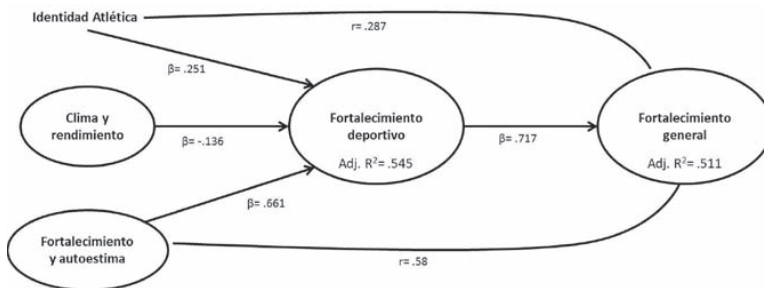 Identidad Atlética
r= .287
β= .251
Clima y
rendimiento
β= -.136
Fortalecimiento
deportivo
Adj. R²= .545
β= .717
Fortalecimiento
general
Adj. R²= .511
β= .661
Fortalecimiento
y autoestima
r= .58